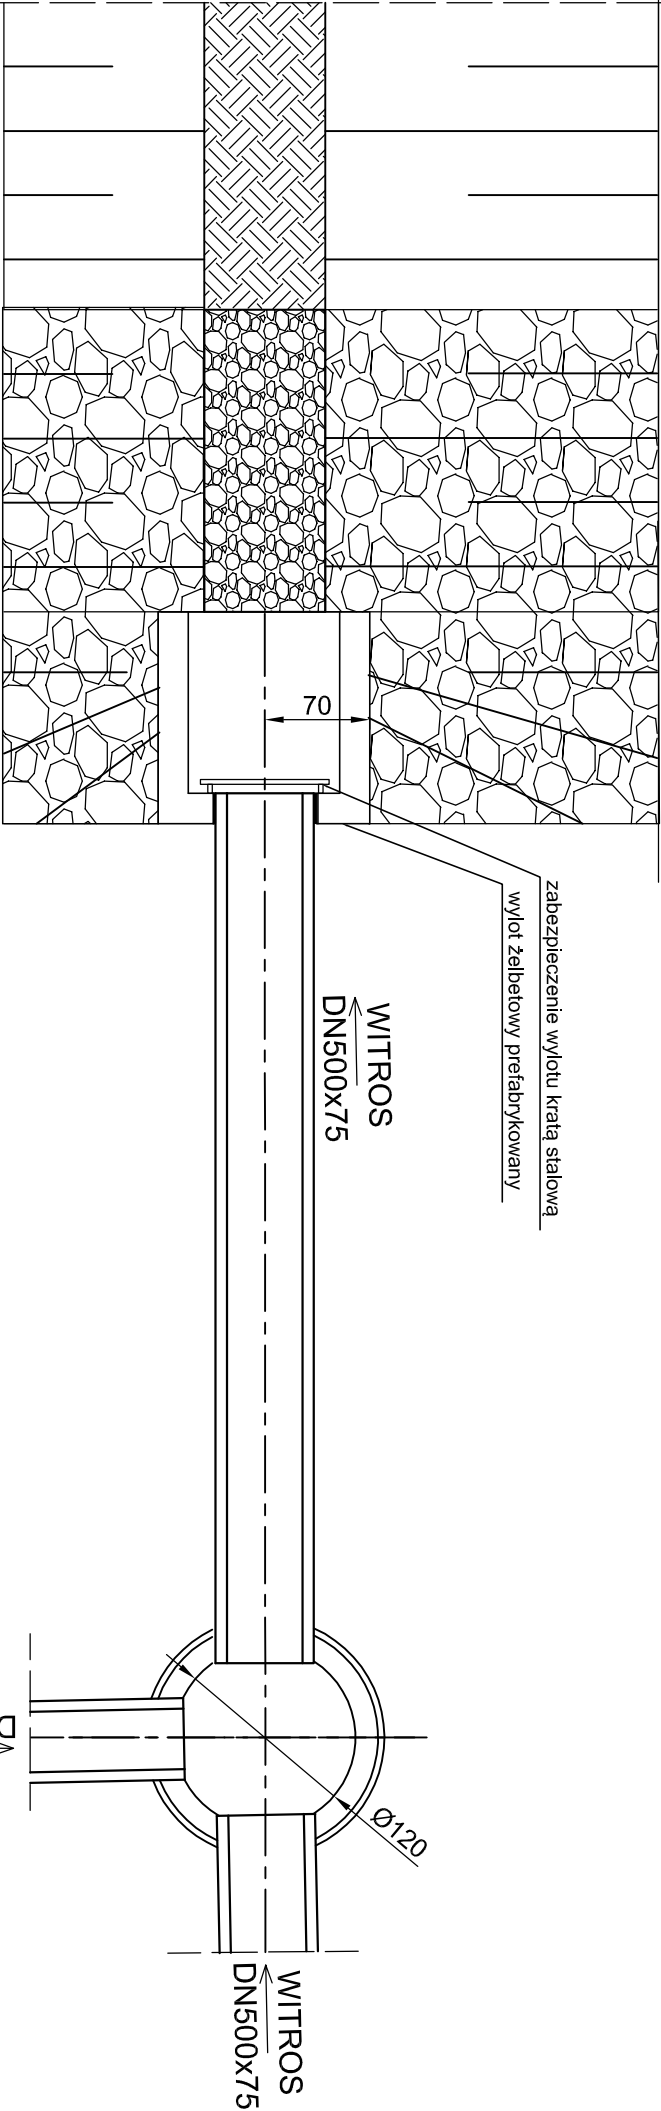 zabezpieczenie wylotu kratą stalową
wylot żelbetowy prefabrykowany
70
WITROS
DN500x75
Ø120
WITROS
DN500x75